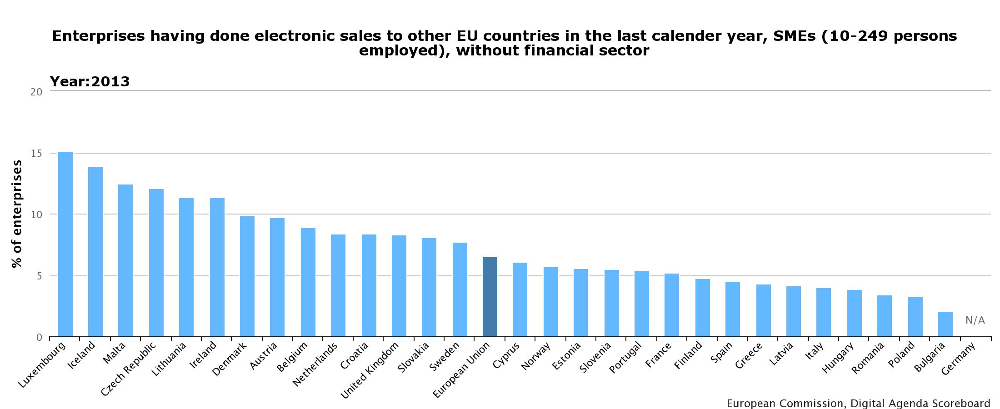 Enterprises having done electronic sales to other EU countries in the last calender year, SMEs (10-249 persons
employed), without financial sector
Year:2013
% of enterprises
20
15
10
5
0
N/A
Luxembourg
Iceland
Malta
Czech Republic
Lithuania
Ireland
Denmark
Austria
Belgium
Netherlands
Croatia
United Kingdom
Slovakia
Sweden
European Union
Cyprus
Norway
Estonia
Slovenia
Portugal
France
Finland
Spain
Greece
Latvia
Italy
Hungary
Romania
Poland
Bulgaria
Germany
European Commission, Digital Agenda Scoreboard